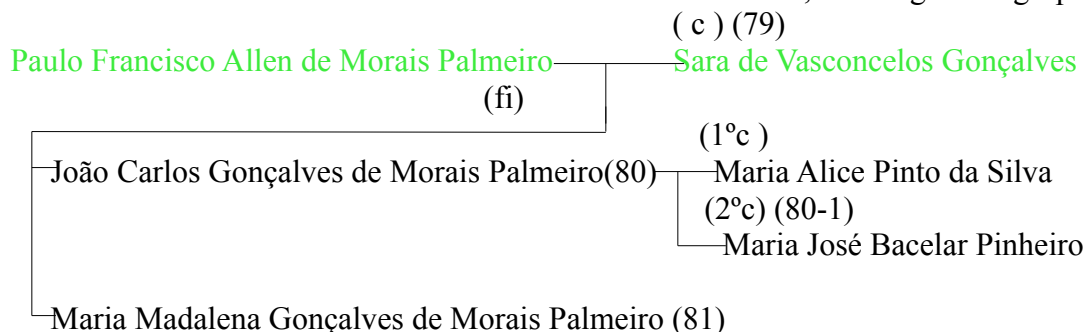 ( c ) (79)
Paulo Francisco Allen de Morais Palmeiro Sara de Vasconcelos Gonçalves
(fi)
(1ºc )
João Carlos Gonçalves de Morais Palmeiro(80) Maria Alice Pinto da Silva
(2ºc) (80-1)
Maria José Bacelar Pinheiro
Maria Madalena Gonçalves de Morais Palmeiro (81)